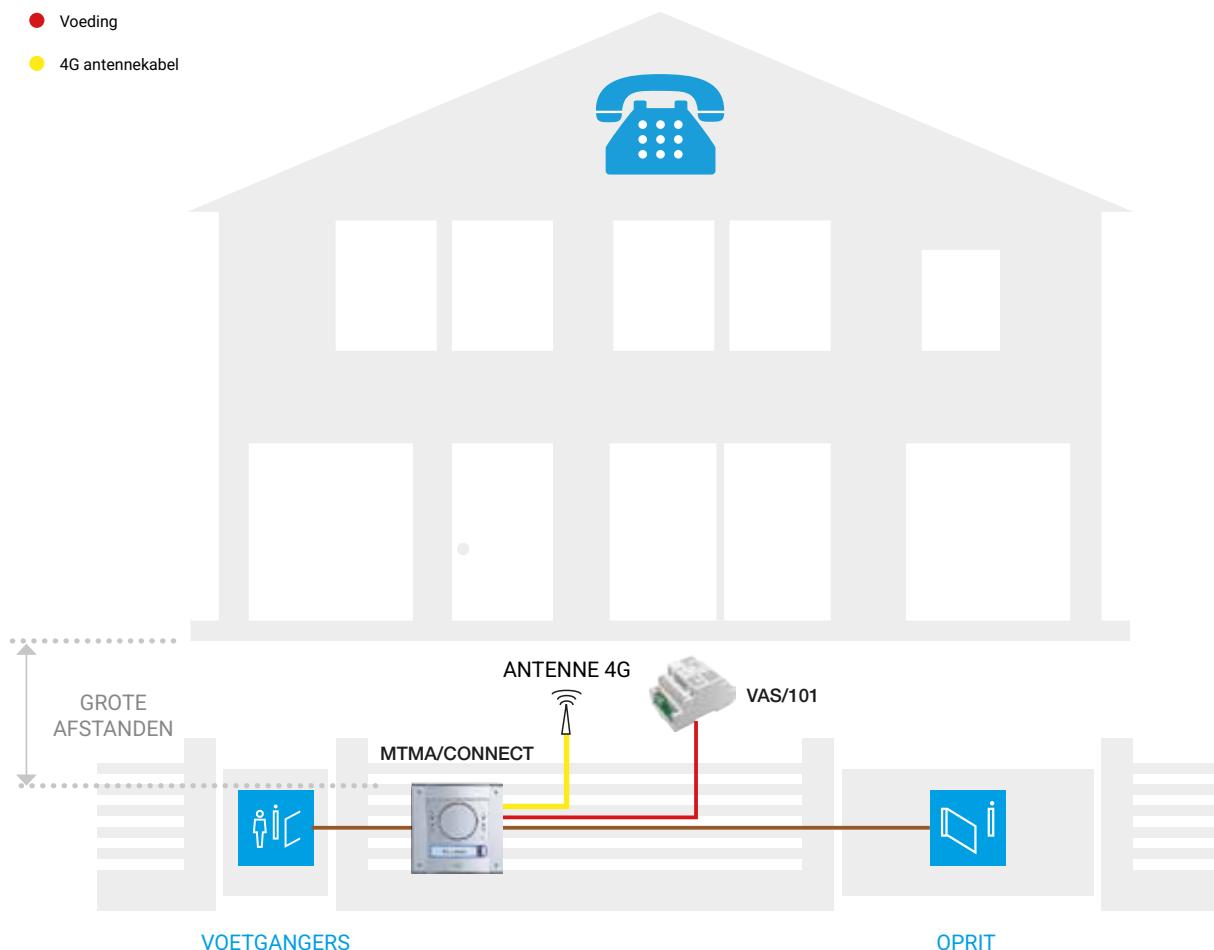 Voeding
4G antennekabel
ANTENNE 4G
VAS/101
GROTE
AFSTANDEN
MTMA/CONNECT
VOETGANGERS
OPRIT